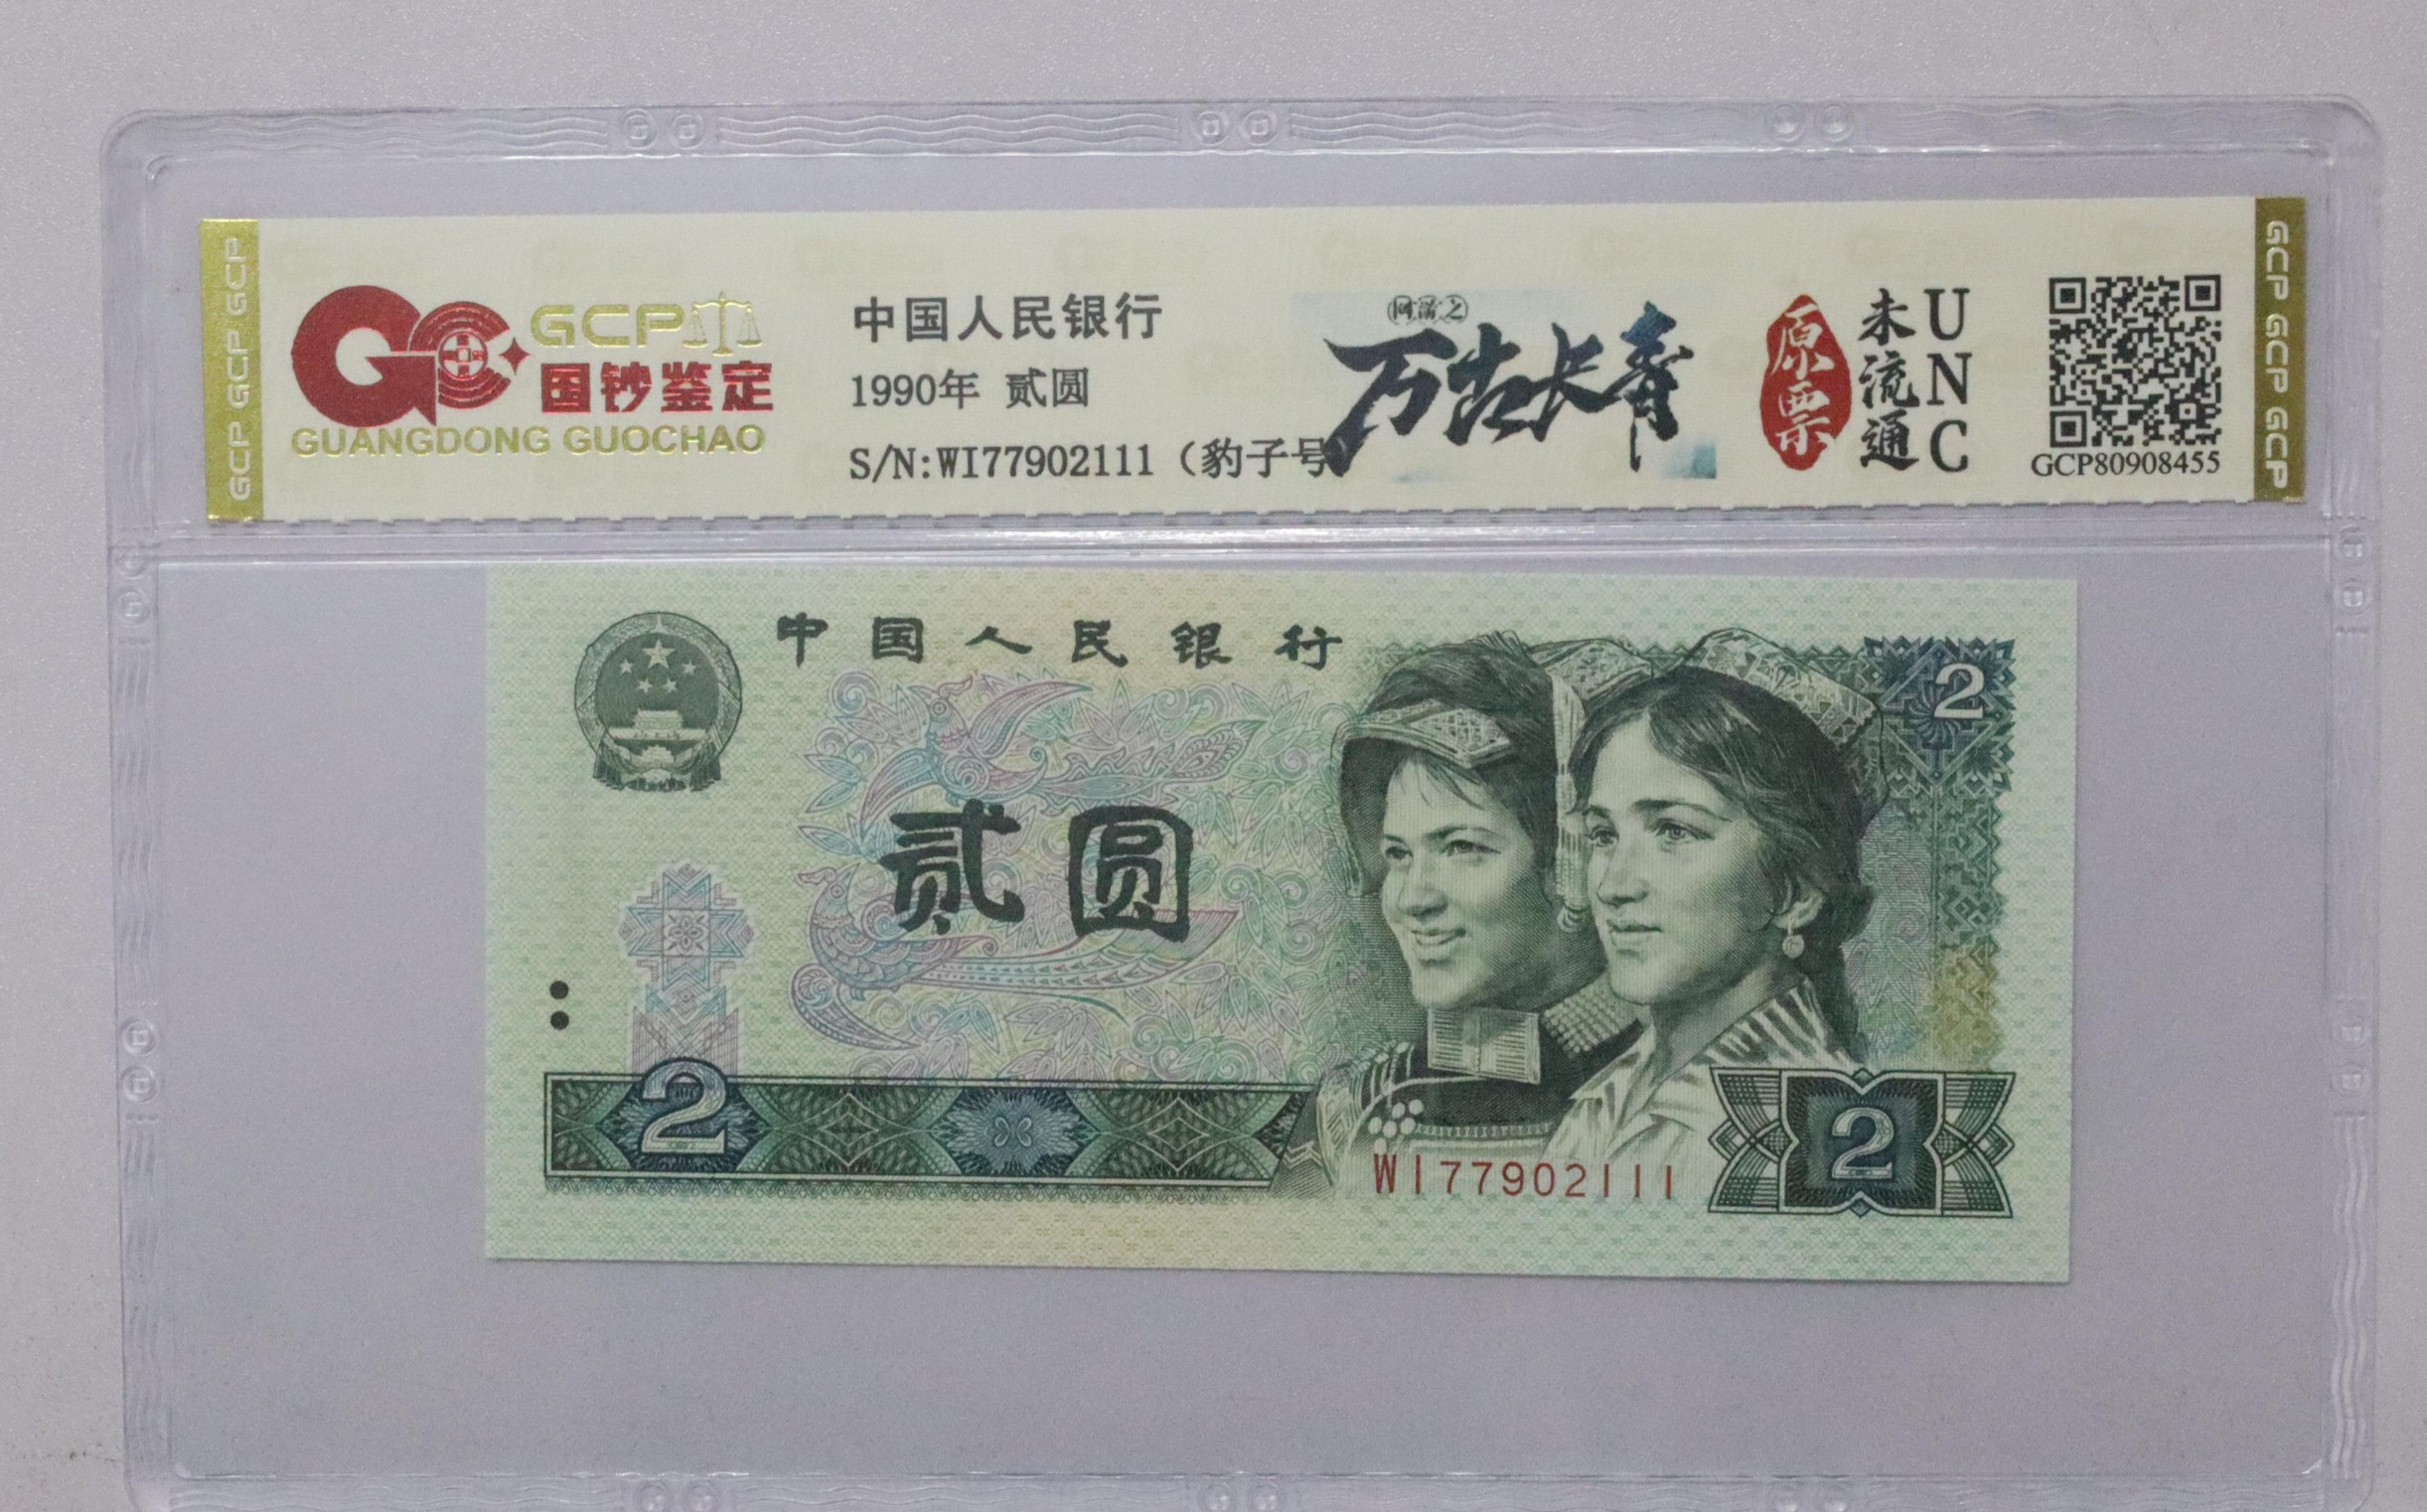 GCP GCP GCP
GCP
国钞鉴定
GUANGDONG GUOCHAO
中国人民银行
1990年 贰圆
S/N:WI77902111（豹子号
万古长青
原票
未流通
UNC
GCP80908455
GCP GCP GCP
中国人民银行
2
贰圆
2
WI77902111
2